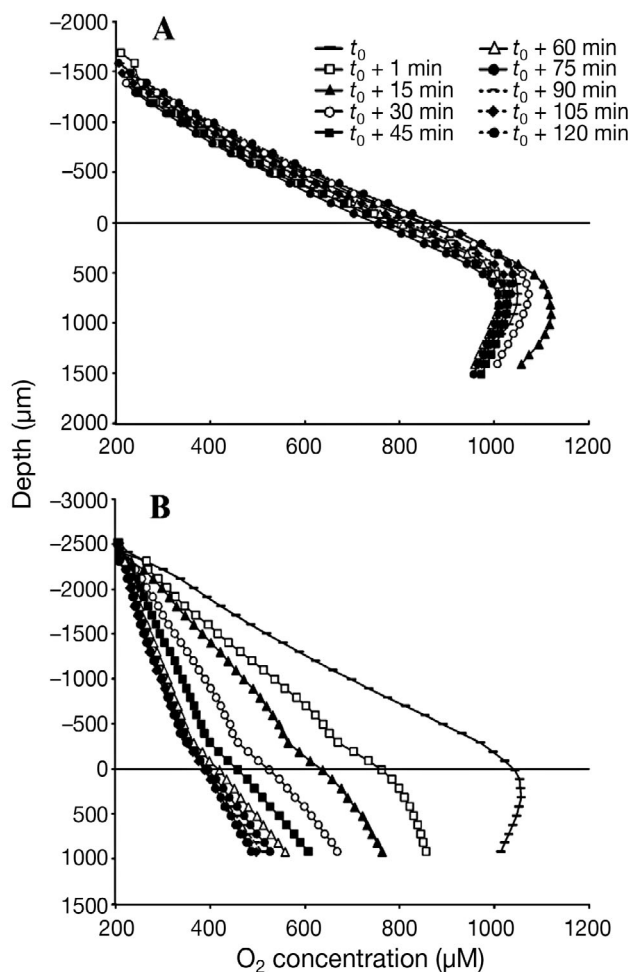 A
t₀
t₀ + 1 min
t₀ + 15 min
t₀ + 30 min
t₀ + 45 min
t₀ + 60 min
t₀ + 75 min
t₀ + 90 min
t₀ + 105 min
t₀ + 120 min
−2000
−1500
−1000
−500
0
500
1000
1500
2000
200 400 600 800 1000 1200
Depth (µm)
B
−3000
−2500
−2000
−1500
−1000
−500
0
500
1000
1500
200 400 600 800 1000 1200
O₂ concentration (µM)